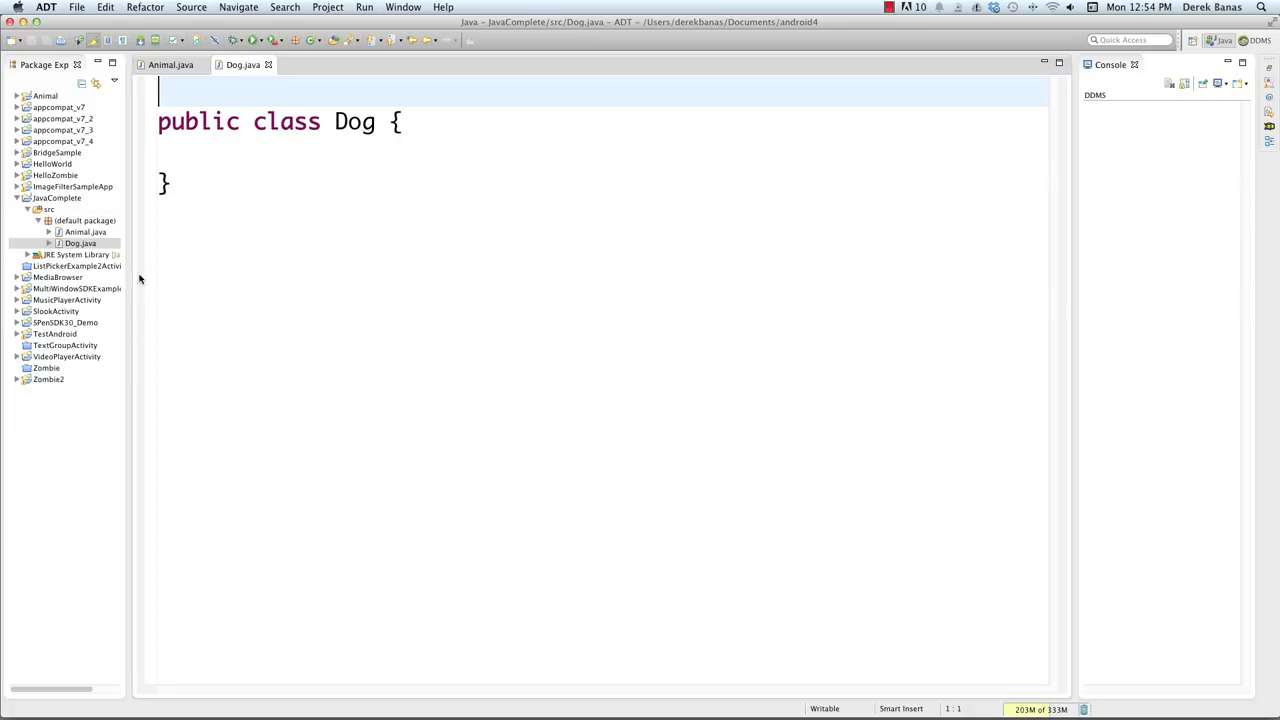 ADT File Edit Refactor Source Navigate Search Project Run Window Help 10 Mon 12:54 PM Derek Banas
Java - JavaComplete/src/Dog.java - ADT - /Users/derekbanas/Documents/android4
Quick Access Java DDMS
Package Exp
Animal
appcompat_v7
appcompat_v7_2
appcompat_v7_3
appcompat_v7_4
BridgeSample
HelloWorld
HelloZombie
ImageFilterSampleApp
JavaComplete
src
(default package)
Animal.java
Dog.java
JRE System Library [Ja
ListPickerExample2Activi
MediaBrowser
MultiWindowSDKExample
MusicPlayerActivity
SlookActivity
SPenSDK30_Demo
TestAndroid
TextGroupActivity
VideoPlayerActivity
Zombie
Zombie2
Animal.java Dog.java
public class Dog {
}
Console
DDMS
Writable Smart Insert 1 : 1 203M of 333M